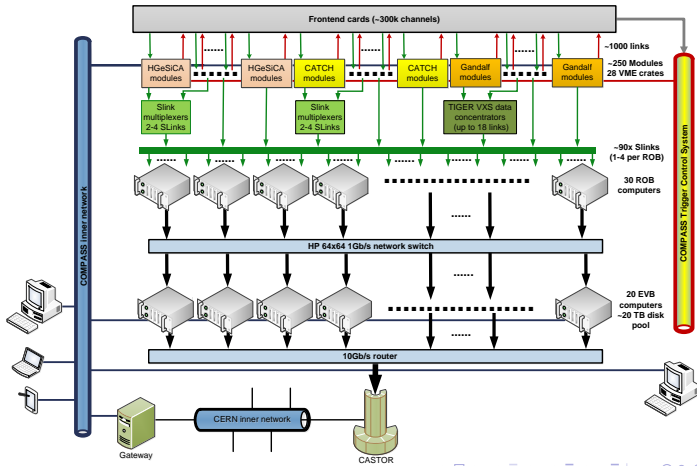 Frontend cards (~300k channels)
~1000 links
HGeSiCA
modules
HGeSiCA
modules
CATCH
modules
CATCH
modules
Gandalf
modules
Gandalf
modules
~250 Modules
28 VME crates
Slink
multiplexers
2-4 SLinks
Slink
multiplexers
2-4 SLinks
TIGER VXS data
concentrators
(up to 18 links)
~90x Slinks
(1-4 per ROB)
30 ROB
computers
COMPASS inner network
COMPASS Trigger Control System
HP 64x64 1Gb/s network switch
20 EVB
computers
~20 TB disk
pool
10Gb/s router
CERN inner network
Gateway
CASTOR